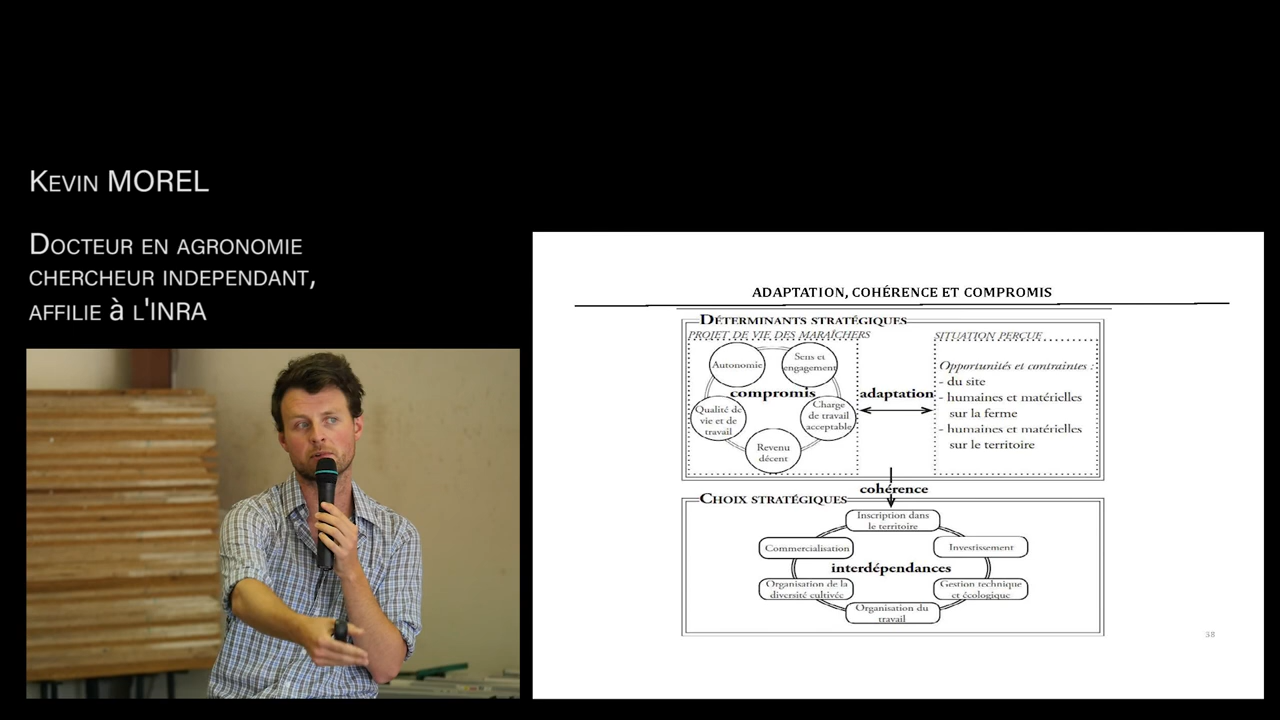 Kevin MOREL
Docteur en agronomie
chercheur independant,
affilie à l'INRA
ADAPTATION, COHÉRENCE ET COMPROMIS
Déterminants stratégiques
PROJET DE VIE DES MARAÎCHERS
Autonomie
Sens et
engagement
compromis
Qualité de
vie et de
travail
Charge
de travail
acceptable
Revenu
décent
adaptation
SITUATION PERÇUE
Opportunités et contraintes :
- du site
- humaines et matérielles
sur la ferme
- humaines et matérielles
sur le territoire
cohérence
Choix stratégiques
Inscription dans
le territoire
Commercialisation
Investissement
interdépendances
Organisation de la
diversité cultivée
Gestion technique
et écologique
Organisation du
travail
38